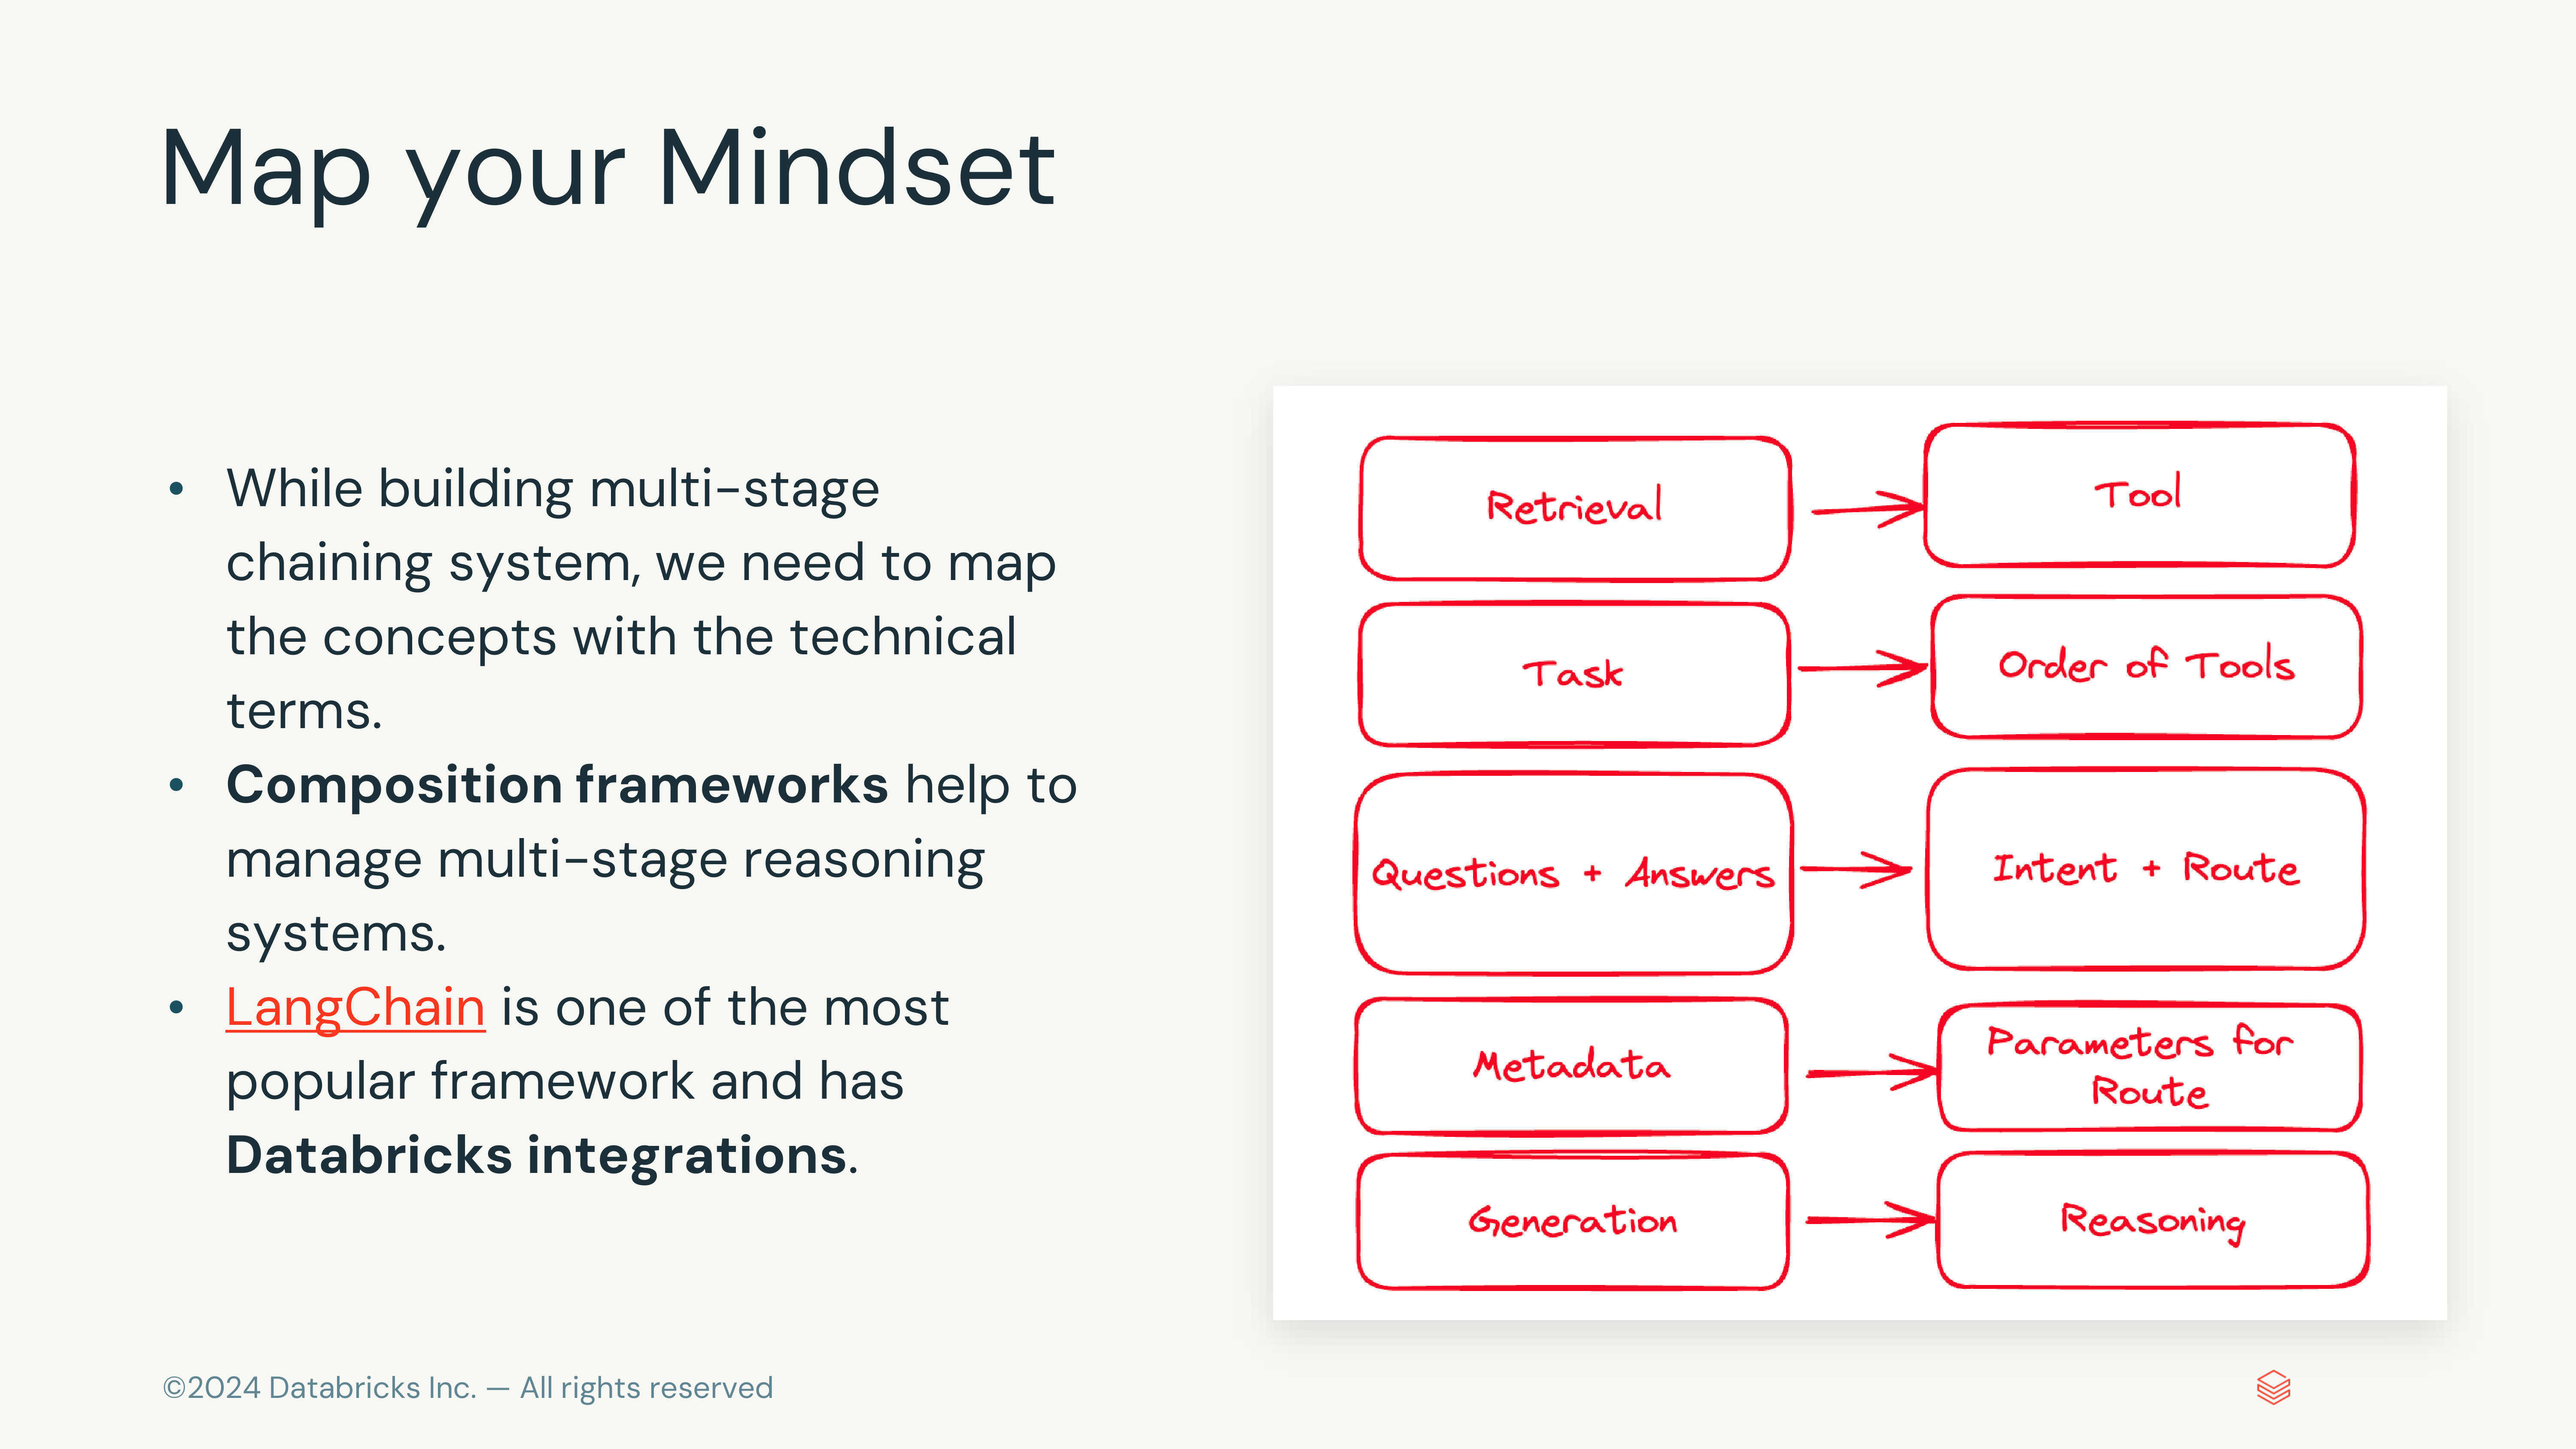 Map your Mindset
• While building multi-stage
chaining system, we need to map
the concepts with the technical
terms.
• Composition frameworks help to
manage multi-stage reasoning
systems.
• LangChain is one of the most
popular framework and has
Databricks integrations.
Retrieval
Tool
Task
Order of Tools
Questions + Answers
Intent + Route
Metadata
Parameters for
Route
Generation
Reasoning
©2024 Databricks Inc. — All rights reserved